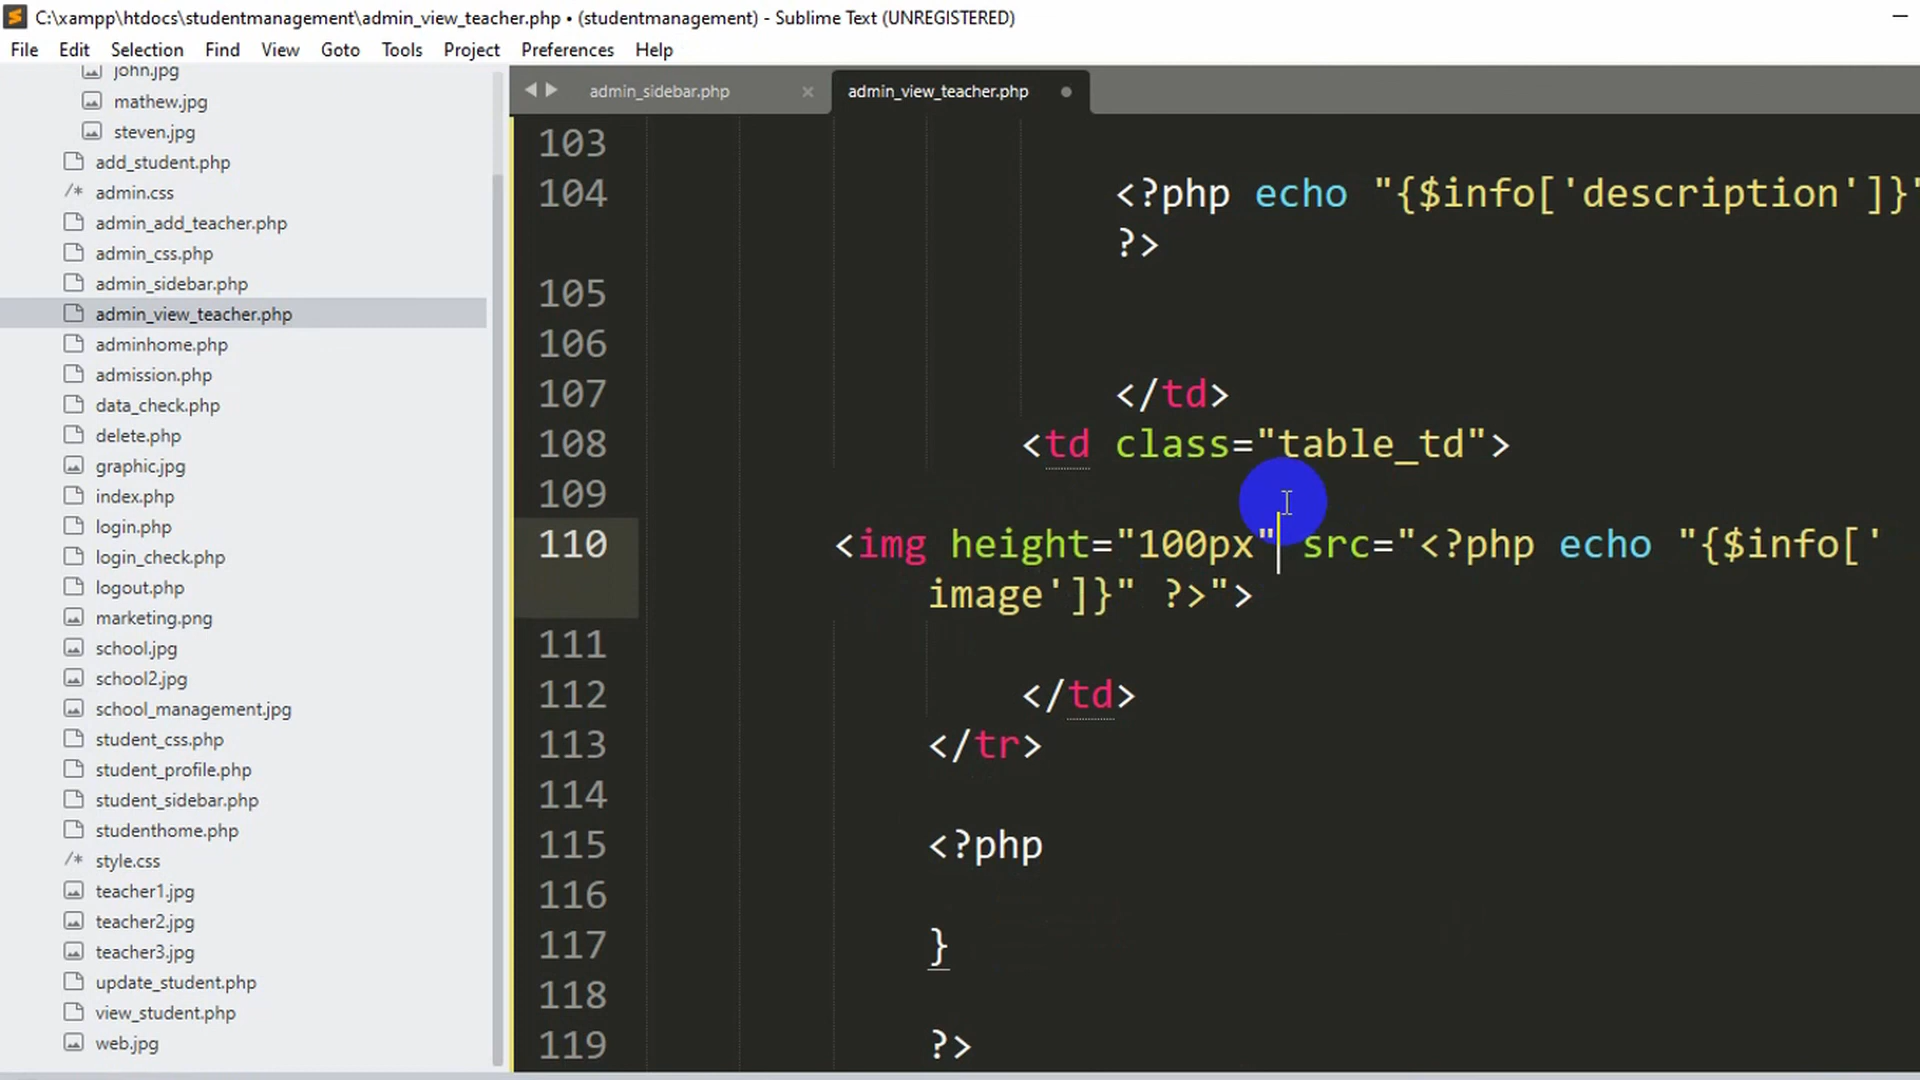 C:\xampp\htdocs\studentmanagement\admin_view_teacher.php • (studentmanagement) - Sublime Text (UNREGISTERED)
File Edit Selection Find View Goto Tools Project Preferences Help
john.jpg
mathew.jpg
steven.jpg
add_student.php
/* admin.css
admin_add_teacher.php
admin_css.php
admin_sidebar.php
admin_view_teacher.php
adminhome.php
admission.php
data_check.php
delete.php
graphic.jpg
index.php
login.php
login_check.php
logout.php
marketing.png
school.jpg
school2.jpg
school_management.jpg
student_css.php
student_profile.php
student_sidebar.php
studenthome.php
/* style.css
teacher1.jpg
teacher2.jpg
teacher3.jpg
update_student.php
view_student.php
web.jpg
admin_sidebar.php × admin_view_teacher.php
103
104 <?php echo "{$info['description']}"
?>
105
106
107 </td>
108 <td class="table_td">
109
110 <img height="100px" src="<?php echo "{$info['
image']}" ?>">
111
112 </td>
113 </tr>
114
115 <?php
116
117 }
118
119 ?>